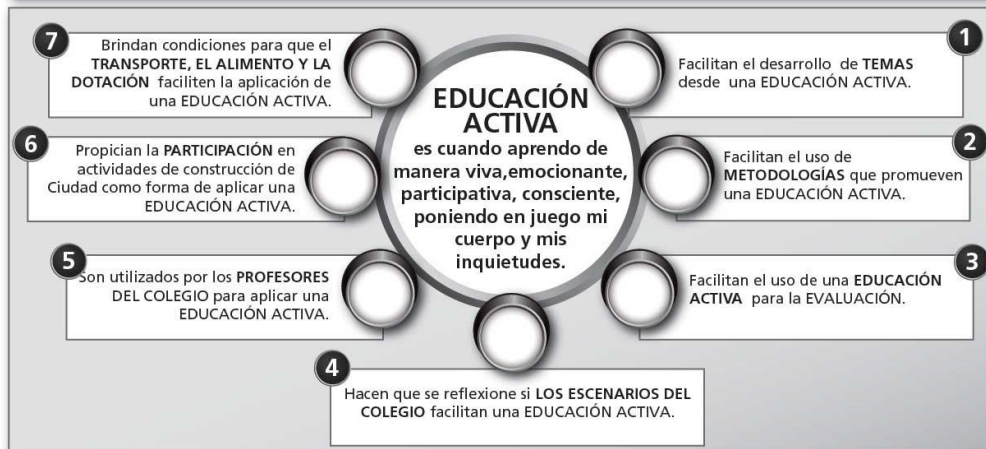 EDUCACIÓN
ACTIVA
es cuando aprendo de
manera viva,emocionante,
participativa, consciente,
poniendo en juego mi
cuerpo y mis
inquietudes.
1
Facilitan el desarrollo de TEMAS
desde una EDUCACIÓN ACTIVA.
2
Facilitan el uso de
METODOLOGÍAS que promueven
una EDUCACIÓN ACTIVA.
3
Facilitan el uso de una EDUCACIÓN
ACTIVA para la EVALUACIÓN.
4
Hacen que se reflexione si LOS ESCENARIOS DEL
COLEGIO facilitan una EDUCACIÓN ACTIVA.
5
Son utilizados por los PROFESORES
DEL COLEGIO para aplicar una
EDUCACIÓN ACTIVA.
6
Propician la PARTICIPACIÓN en
actividades de construcción de
Ciudad como forma de aplicar una
EDUCACIÓN ACTIVA.
7
Brindan condiciones para que el
TRANSPORTE, EL ALIMENTO Y LA
DOTACIÓN faciliten la aplicación de
una EDUCACIÓN ACTIVA.